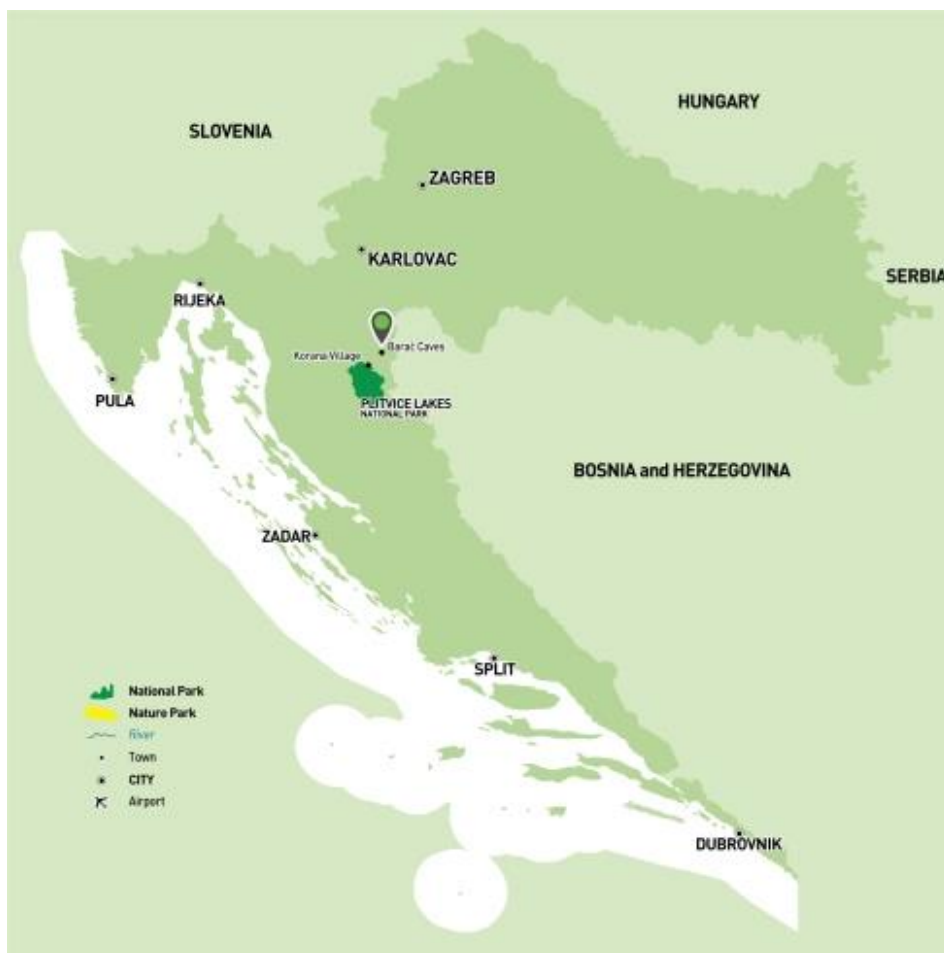 HUNGARY
SLOVENIA
ZAGREB
KARLOVAC
SERBIA
RIJEKA
Barać Caves
Korana Village
PULA
PLITVICE LAKES
NATIONAL PARK
BOSNIA and HERZEGOVINA
ZADAR
SPLIT
National Park
Nature Park
River
Town
CITY
Airport
DUBROVNIK